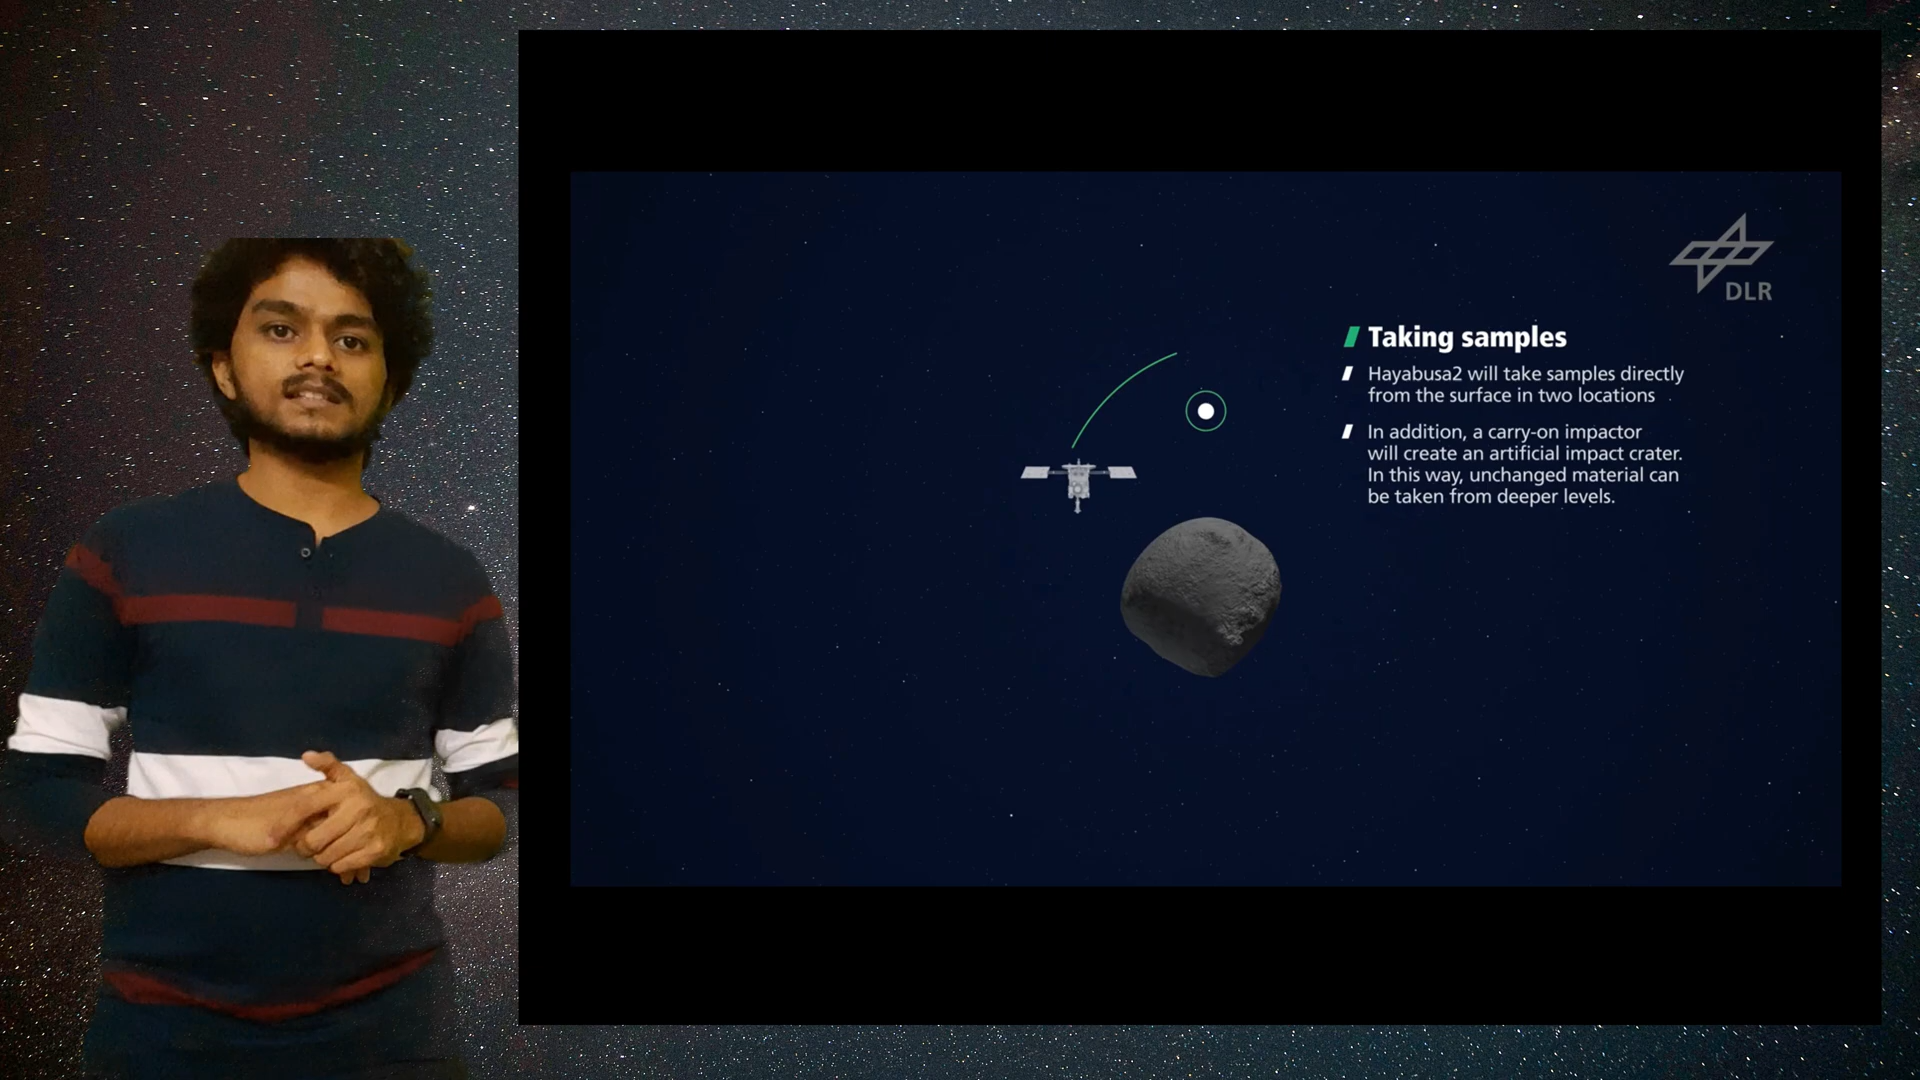 DLR
Taking samples
Hayabusa2 will take samples directly
from the surface in two locations
In addition, a carry-on impactor
will create an artificial impact crater.
In this way, unchanged material can
be taken from deeper levels.